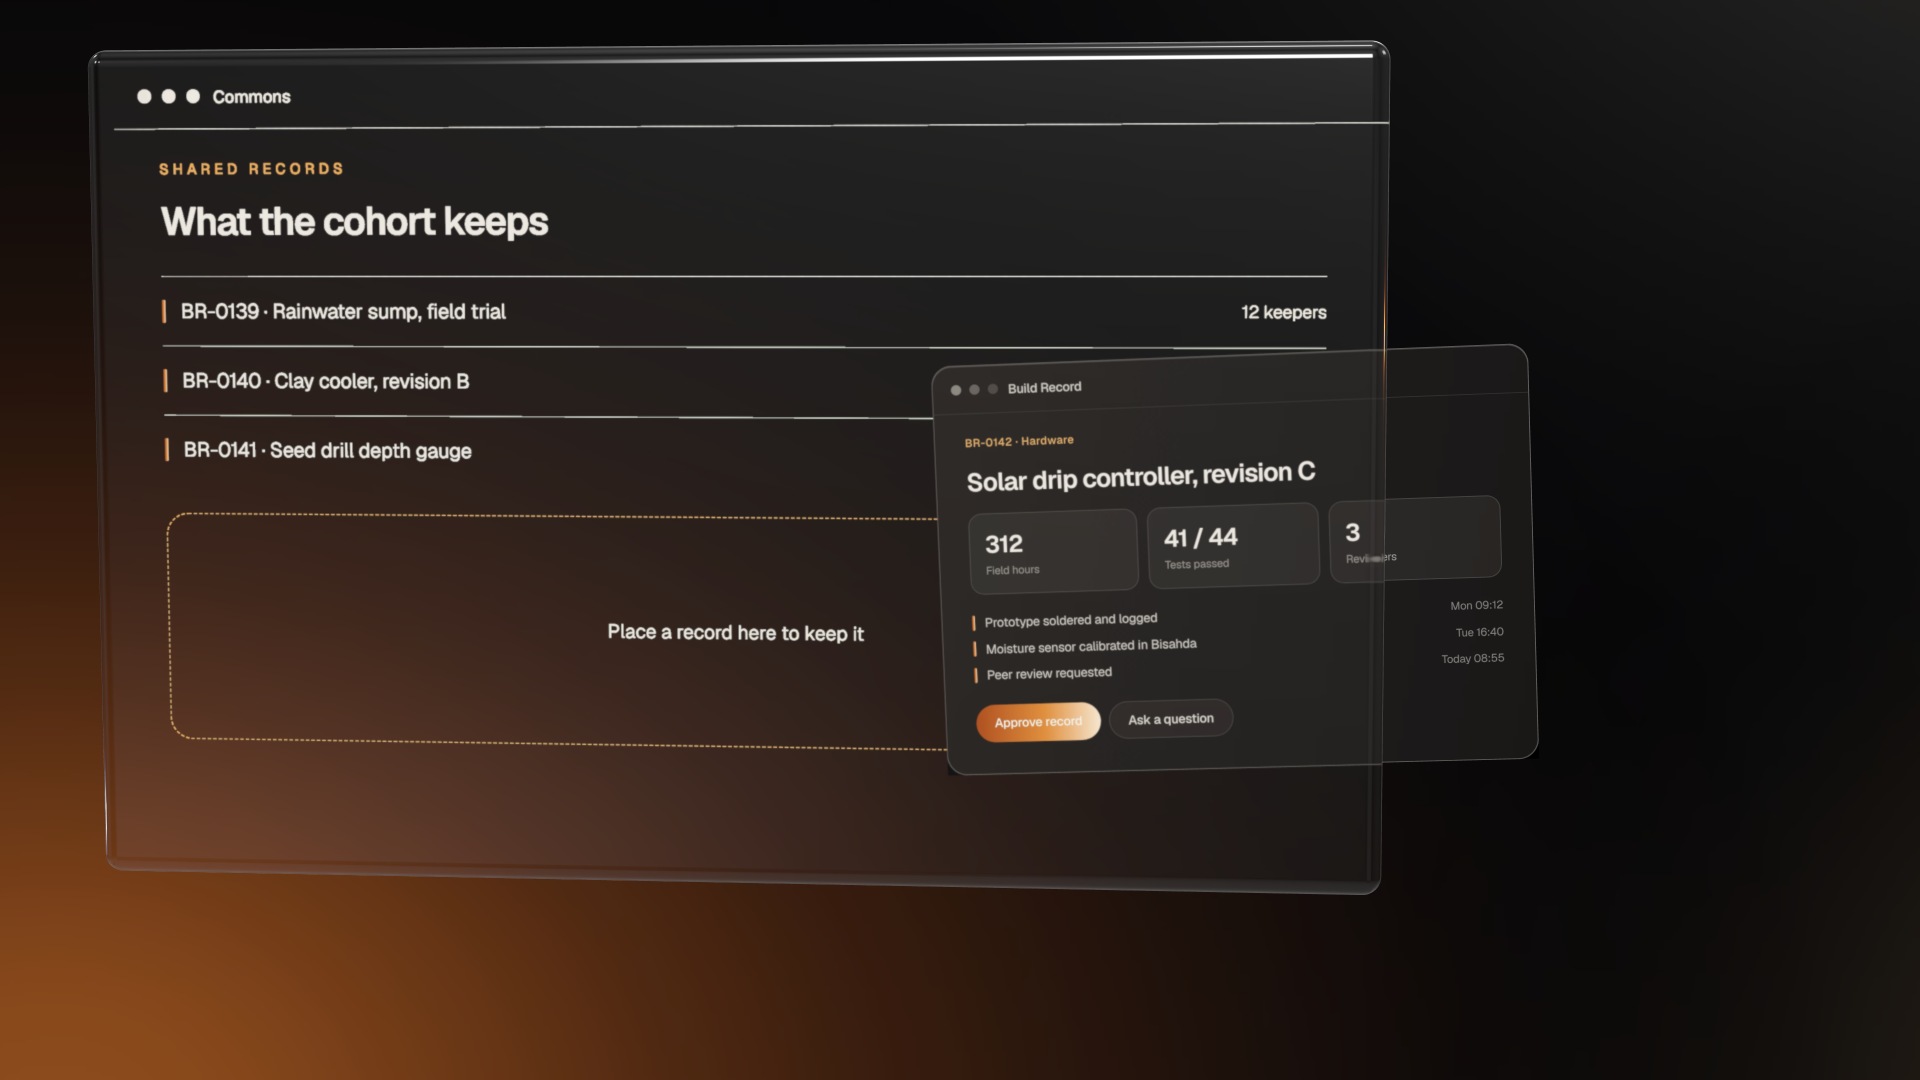 Commons
SHARED RECORDS
What the cohort keeps
BR-0139 · Rainwater sump, field trial
12 keepers
BR-0140 · Clay cooler, revision B
BR-0141 · Seed drill depth gauge
Place a record here to keep it
Build Record
BR-0142 · Hardware
Solar drip controller, revision C
312
Field hours
41 / 44
Tests passed
3
Prototype soldered and logged
Mon 09:12
Moisture sensor calibrated in Bisahda
Tue 16:40
Peer review requested
Today 08:55
Approve record
Ask a question